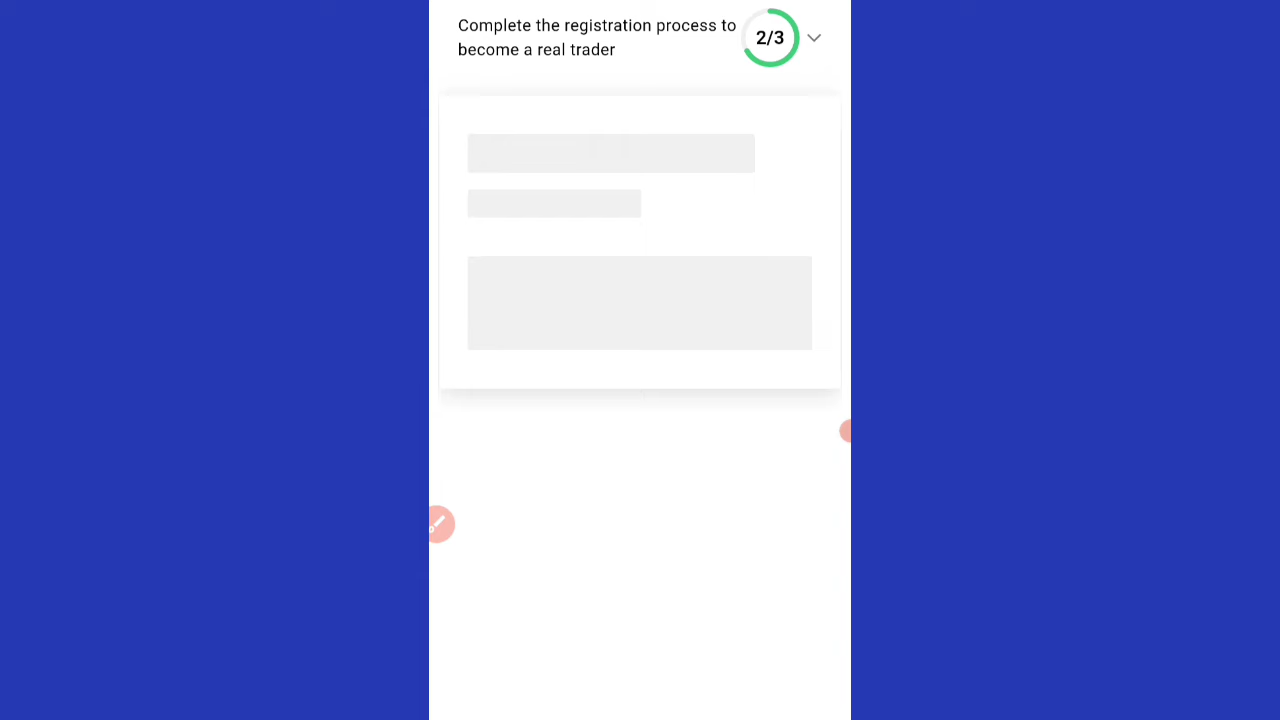 Complete the registration process to
become a real trader
2/3